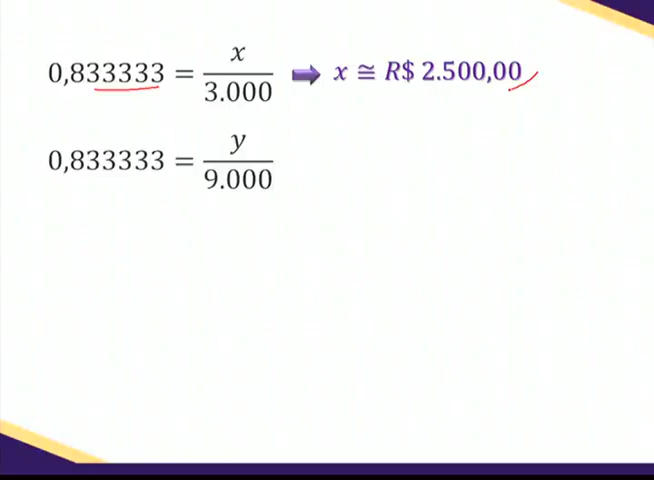 0,833333 = x / 3.000 ⇒ x ≅ R$ 2.500,00
0,833333 = y / 9.000